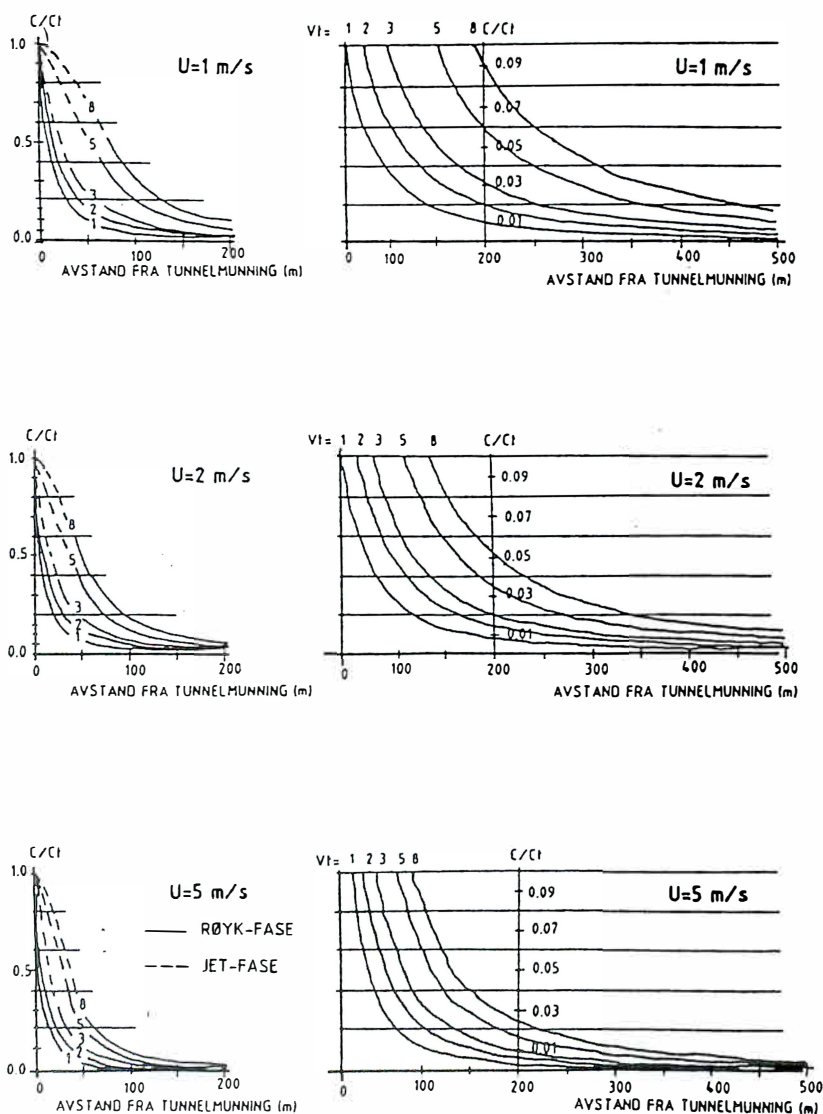 C/Ct
1.0
0.5
0.0
U=1 m/s
8
5
3
2
1
0 100 200
AVSTAND FRA TUNNELMUNNING (m)
Vt= 1 2 3 5 8 C/Ct
0.09
0.07
0.05
0.03
0.01
U=1 m/s
0 100 200 300 400 500
AVSTAND FRA TUNNELMUNNING (m)
C/Ct
1.0
0.5
0.0
U=2 m/s
8
5
3
2
1
0 100 200
AVSTAND FRA TUNNELMUNNING (m)
Vt= 1 2 3 5 8 C/Ct
0.09
0.07
0.05
0.03
0.01
U=2 m/s
0 100 200 300 400 500
AVSTAND FRA TUNNELMUNNING (m)
C/Ct
1.0
0.5
0.0
U=5 m/s
RØYK-FASE
JET-FASE
8
5
3
2
1
0 100 200
AVSTAND FRA TUNNELMUNNING (m)
Vt= 1 2 3 5 8 C/Ct
0.09
0.07
0.05
0.03
0.01
U=5 m/s
0 100 200 300 400 500
AVSTAND FRA TUNNELMUNNING (m)